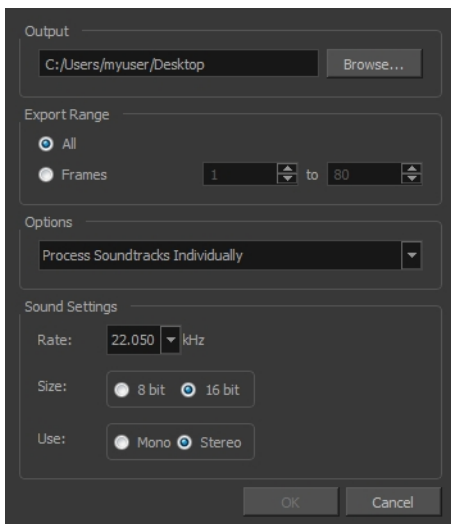 Output
C:/Users/myuser/Desktop Browse...
Export Range
All
Frames 1 to 80
Options
Process Soundtracks Individually
Sound Settings
Rate: 22.050 kHz
Size: 8 bit 16 bit
Use: Mono Stereo
OK Cancel